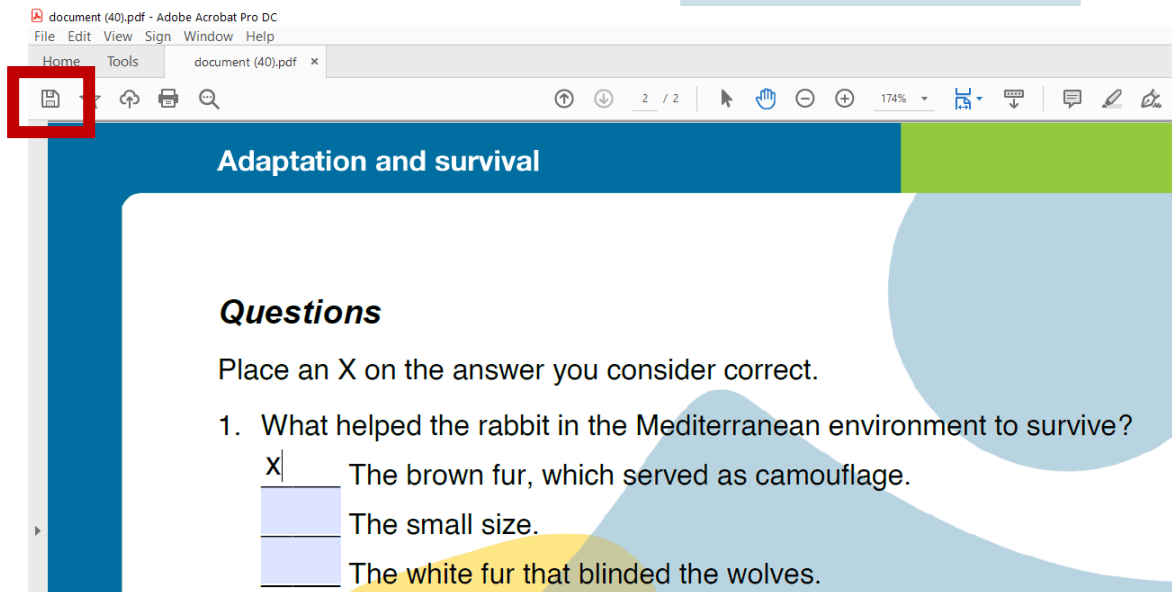 document (40).pdf - Adobe Acrobat Pro DC
File Edit View Sign Window Help
Home Tools document (40).pdf ×
2 / 2 174%
Adaptation and survival
Questions
Place an X on the answer you consider correct.
1. What helped the rabbit in the Mediterranean environment to survive?
X The brown fur, which served as camouflage.
The small size.
The white fur that blinded the wolves.